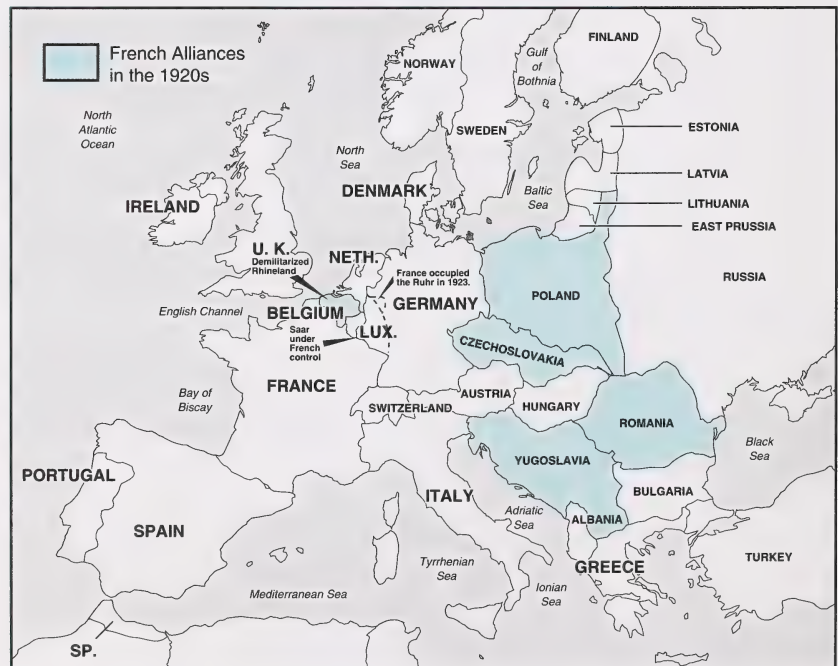 French Alliances
in the 1920s
FINLAND
NORWAY
Gulf
of
Bothnia
North
Atlantic
Ocean
SWEDEN
ESTONIA
North
Sea
LATVIA
DENMARK
Baltic
Sea
IRELAND
LITHUANIA
EAST PRUSSIA
U. K.
Demilitarized
Rhineland
NETH.
France occupied
the Ruhr in 1923.
RUSSIA
POLAND
GERMANY
English Channel
BELGIUM
Saar
under
French
control
LUX.
CZECHOSLOVAKIA
FRANCE
Bay of
Biscay
AUSTRIA
SWITZERLAND
HUNGARY
ROMANIA
Black
Sea
YUGOSLAVIA
PORTUGAL
ITALY
BULGARIA
Adriatic
Sea
ALBANIA
SPAIN
TURKEY
Tyrrhenian
Sea
GREECE
Mediterranean Sea
Ionian
Sea
SP.